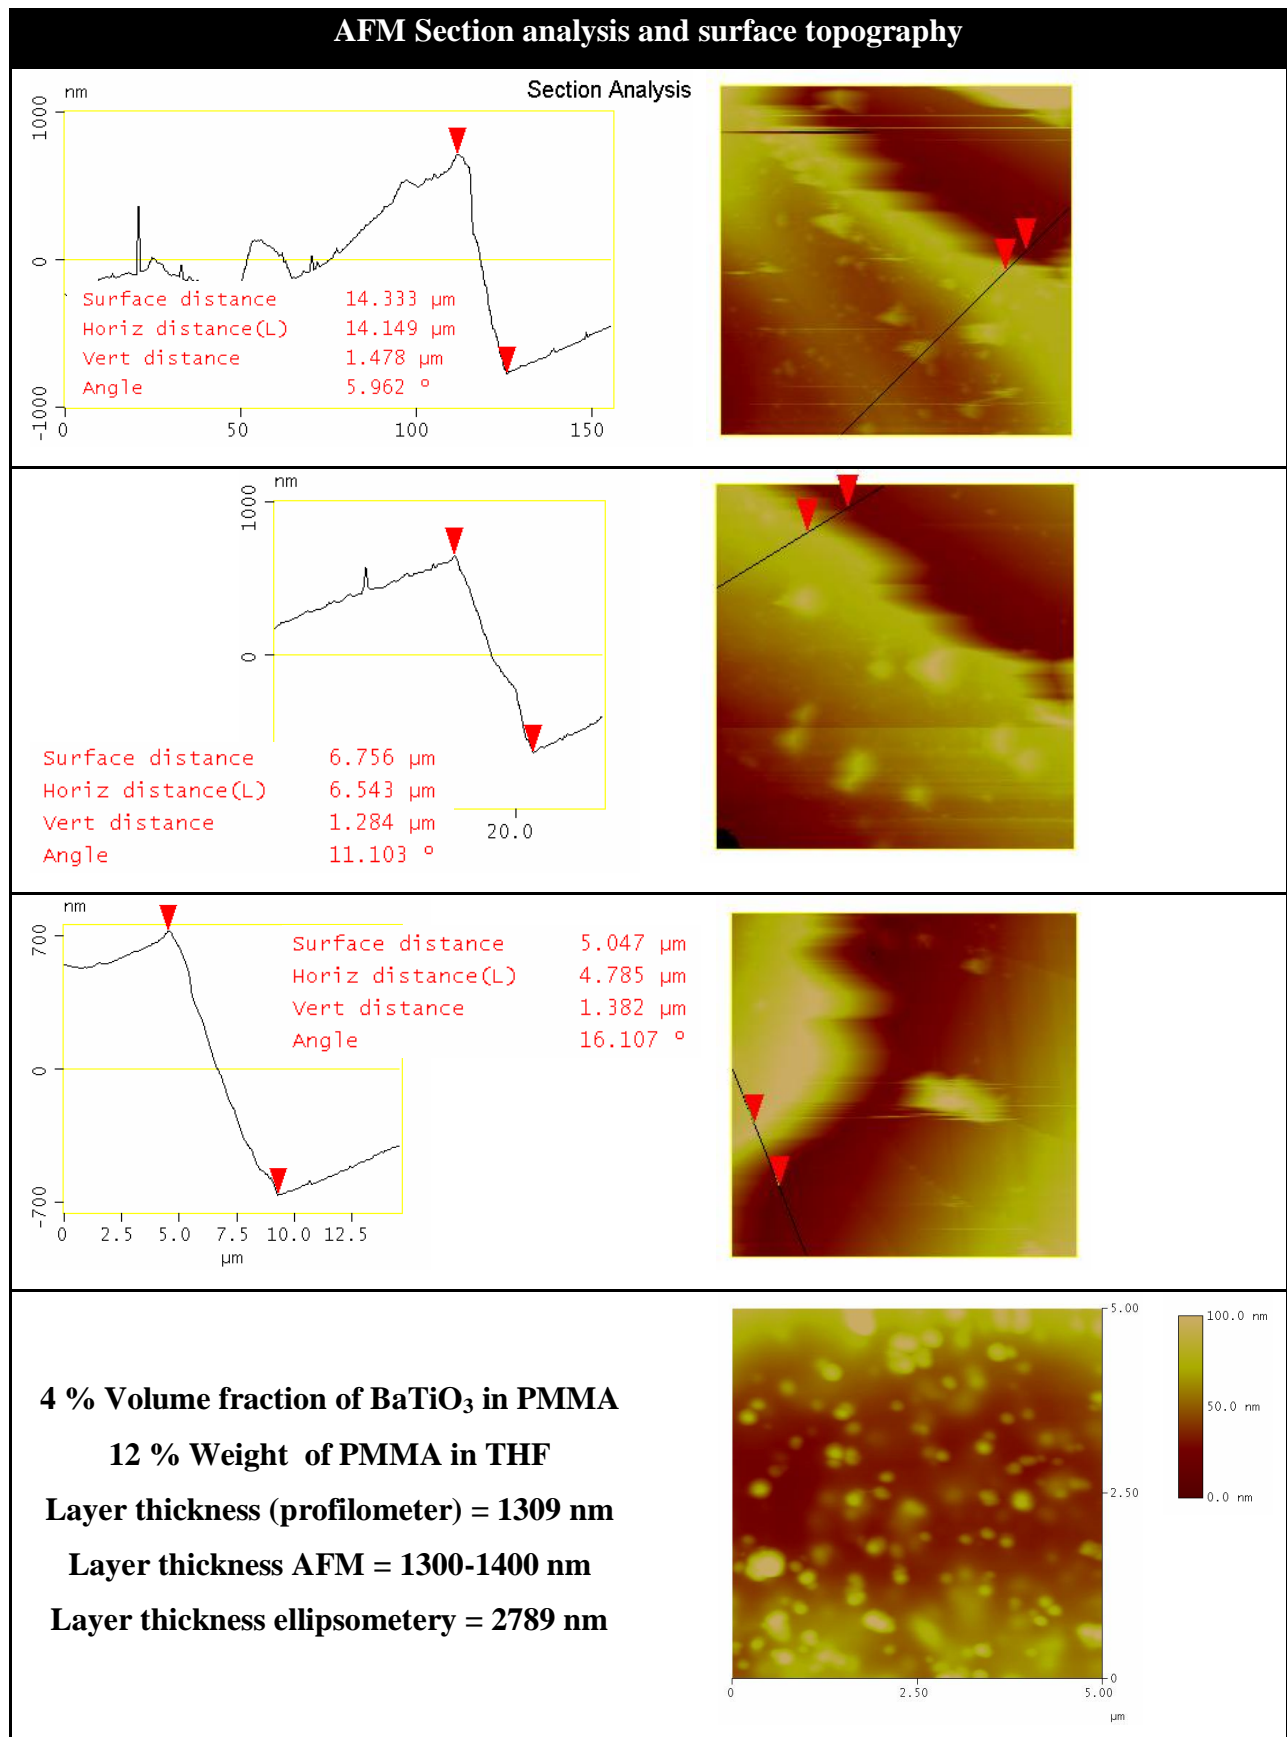 AFM Section analysis and surface topography
Section Analysis
nm
1000
0
-1000
Surface distance 14.333 µm
Horiz distance(L) 14.149 µm
Vert distance 1.478 µm
Angle 5.962 º
0 50 100 150
nm
1000
0
Surface distance 6.756 µm
Horiz distance(L) 6.543 µm
Vert distance 1.284 µm
Angle 11.103 º
20.0
nm
700
0
-700
Surface distance 5.047 µm
Horiz distance(L) 4.785 µm
Vert distance 1.382 µm
Angle 16.107 º
0 2.5 5.0 7.5 10.0 12.5
µm
4 % Volume fraction of BaTiO₃ in PMMA
12 % Weight of PMMA in THF
Layer thickness (profilometer) = 1309 nm
Layer thickness AFM = 1300-1400 nm
Layer thickness ellipsometery = 2789 nm
5.00
2.50
0
0 2.50 5.00
µm
100.0 nm
50.0 nm
0.0 nm